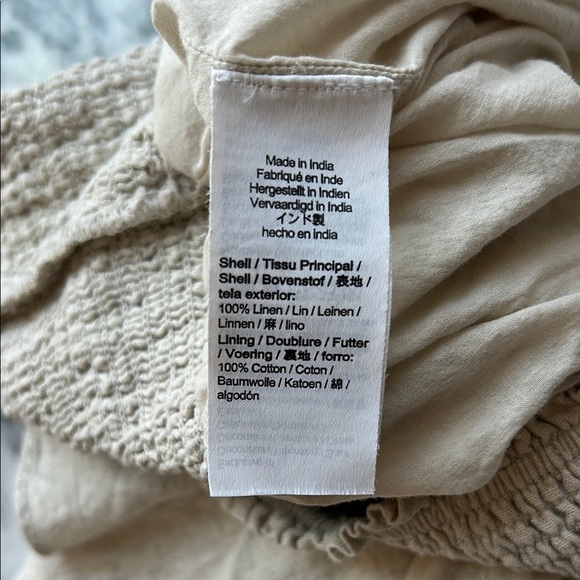 Made in India
Fabriqué en Inde
Hergestellt in Indien
Vervaardigd in India
インド製
hecho en India
Shell / Tissu Principal /
Shell / Bovenstof / 表地 /
tela exterior:
100% Linen / Lin / Leinen /
Linnen / 麻 / lino
Lining / Doublure / Futter
/ Voering / 裏地 / forro:
100% Cotton / Coton /
Baumwolle / Katoen / 綿 /
algodón